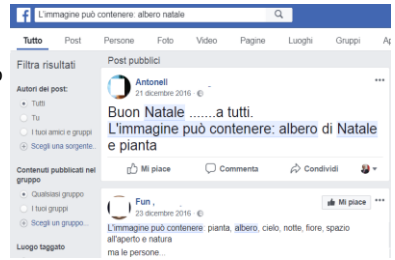 L'immagine può contenere: albero natale
Tutto Post Persone Foto Video Pagine Luoghi Gruppi
Filtra risultati
Autori dei post:
Tutti
Tu
I tuoi amici e gruppi
Scegli una sorgente..
Contenuti pubblicati nel
gruppo
Qualsiasi gruppo
I tuoi gruppi
Scegli un gruppo...
Luogo taggato
Post pubblici
Antonell
21 dicembre 2016
Buon Natale .......a tutti.
L'immagine può contenere: albero di Natale
e pianta
Mi piace Commenta Condividi
Fun ,
23 dicembre 2016
Mi piace
L'immagine può contenere: pianta, albero, cielo, notte, fiore, spazio
all'aperto e natura
ma le persone...